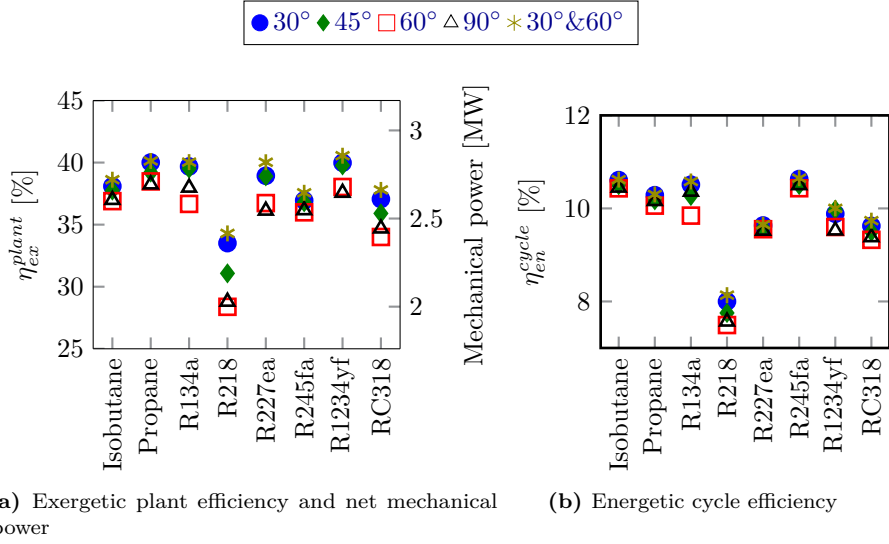 30° 45° 60° 90° 30°&60°
45
40
35
30
25
η_ex^plant [%]
3
2.5
2
Mechanical power [MW]
Isobutane
Propane
R134a
R218
R227ea
R245fa
R1234yf
RC318
12
10
8
η_en^cycle [%]
Isobutane
Propane
R134a
R218
R227ea
R245fa
R1234yf
RC318
a) Exergetic plant efficiency and net mechanical
power
(b) Energetic cycle efficiency